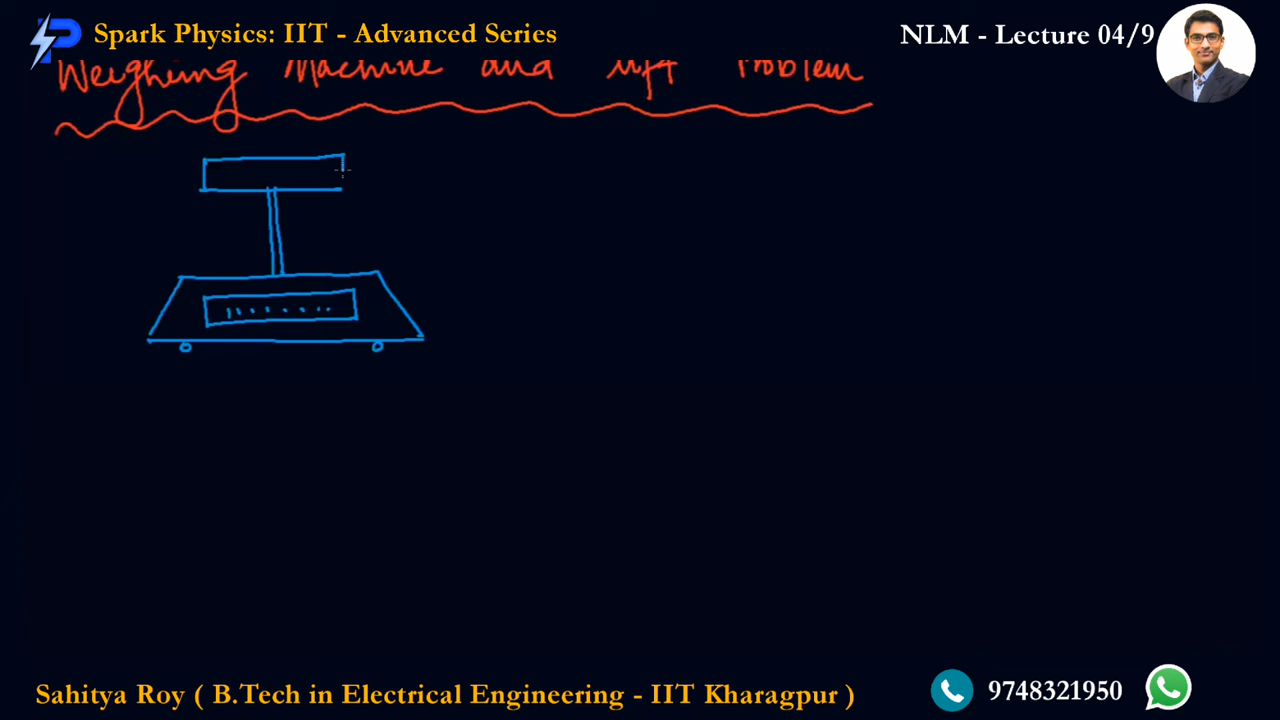 Spark Physics: IIT - Advanced Series
NLM - Lecture 04/9
Weighing Machine and Lift Problem
Sahitya Roy ( B.Tech in Electrical Engineering - IIT Kharagpur )
9748321950